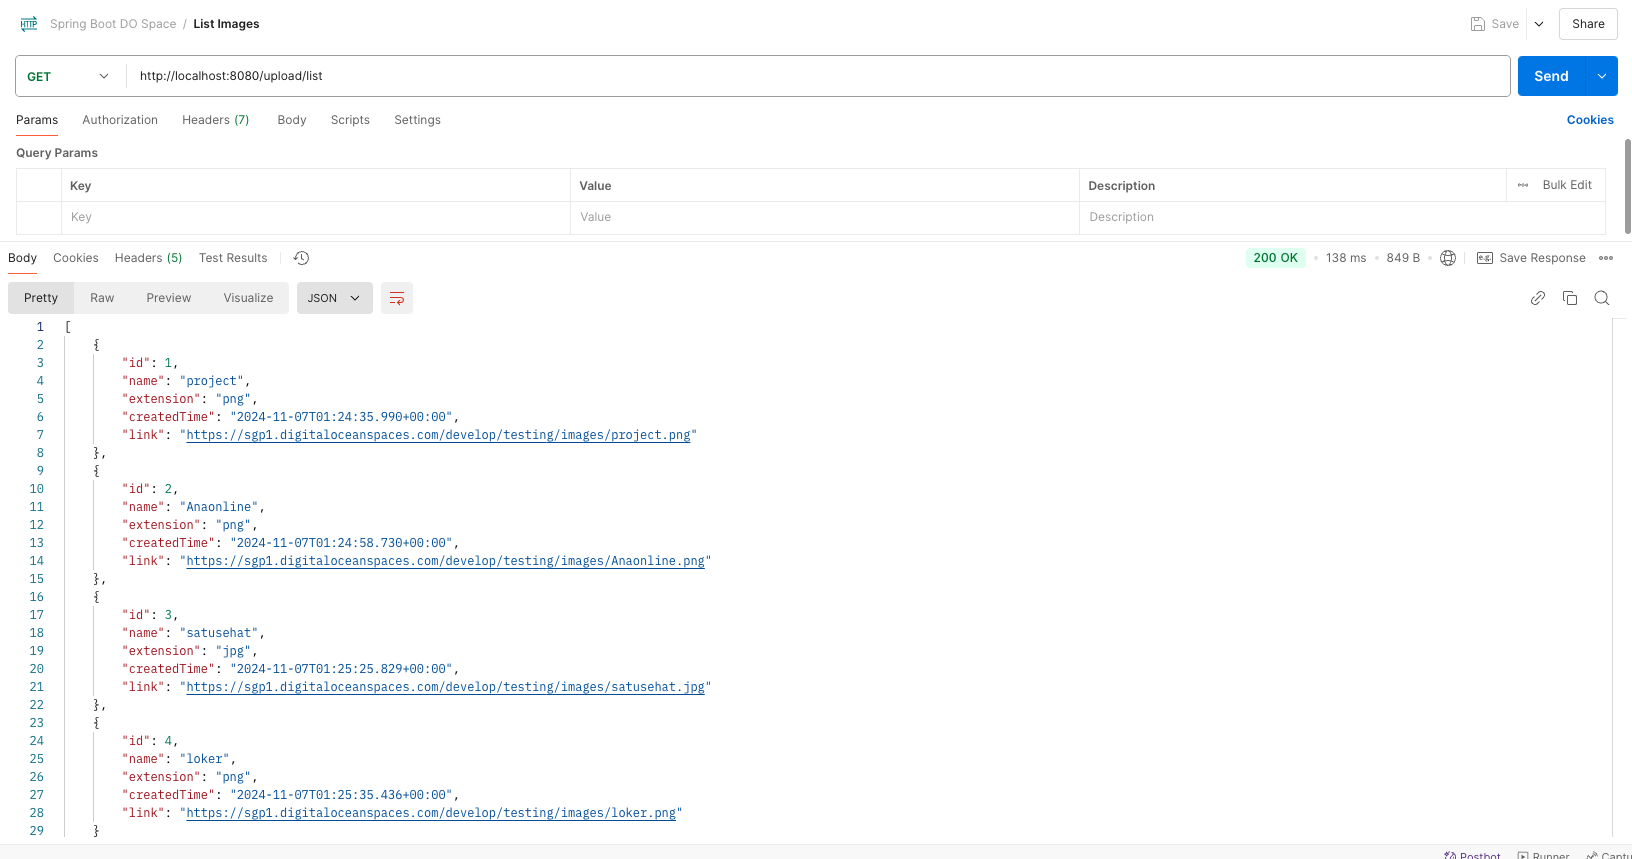 HTTP Spring Boot DO Space / List Images Save Share
GET http://localhost:8080/upload/list Send
Params Authorization Headers (7) Body Scripts Settings Cookies
Query Params
Key Value Description ••• Bulk Edit
Key Value Description
Body Cookies Headers (5) Test Results 200 OK • 138 ms • 849 B • e.g. Save Response •••
Pretty Raw Preview Visualize JSON
1 [
2 {
3 "id": 1,
4 "name": "project",
5 "extension": "png",
6 "createdTime": "2024-11-07T01:24:35.990+00:00",
7 "link": "https://sgp1.digitaloceanspaces.com/develop/testing/images/project.png"
8 },
9 {
10 "id": 2,
11 "name": "Anaonline",
12 "extension": "png",
13 "createdTime": "2024-11-07T01:24:58.730+00:00",
14 "link": "https://sgp1.digitaloceanspaces.com/develop/testing/images/Anaonline.png"
15 },
16 {
17 "id": 3,
18 "name": "satusehat",
19 "extension": "jpg",
20 "createdTime": "2024-11-07T01:25:25.829+00:00",
21 "link": "https://sgp1.digitaloceanspaces.com/develop/testing/images/satusehat.jpg"
22 },
23 {
24 "id": 4,
25 "name": "loker",
26 "extension": "png",
27 "createdTime": "2024-11-07T01:25:35.436+00:00",
28 "link": "https://sgp1.digitaloceanspaces.com/develop/testing/images/loker.png"
29 }
Postbot Runner Captu